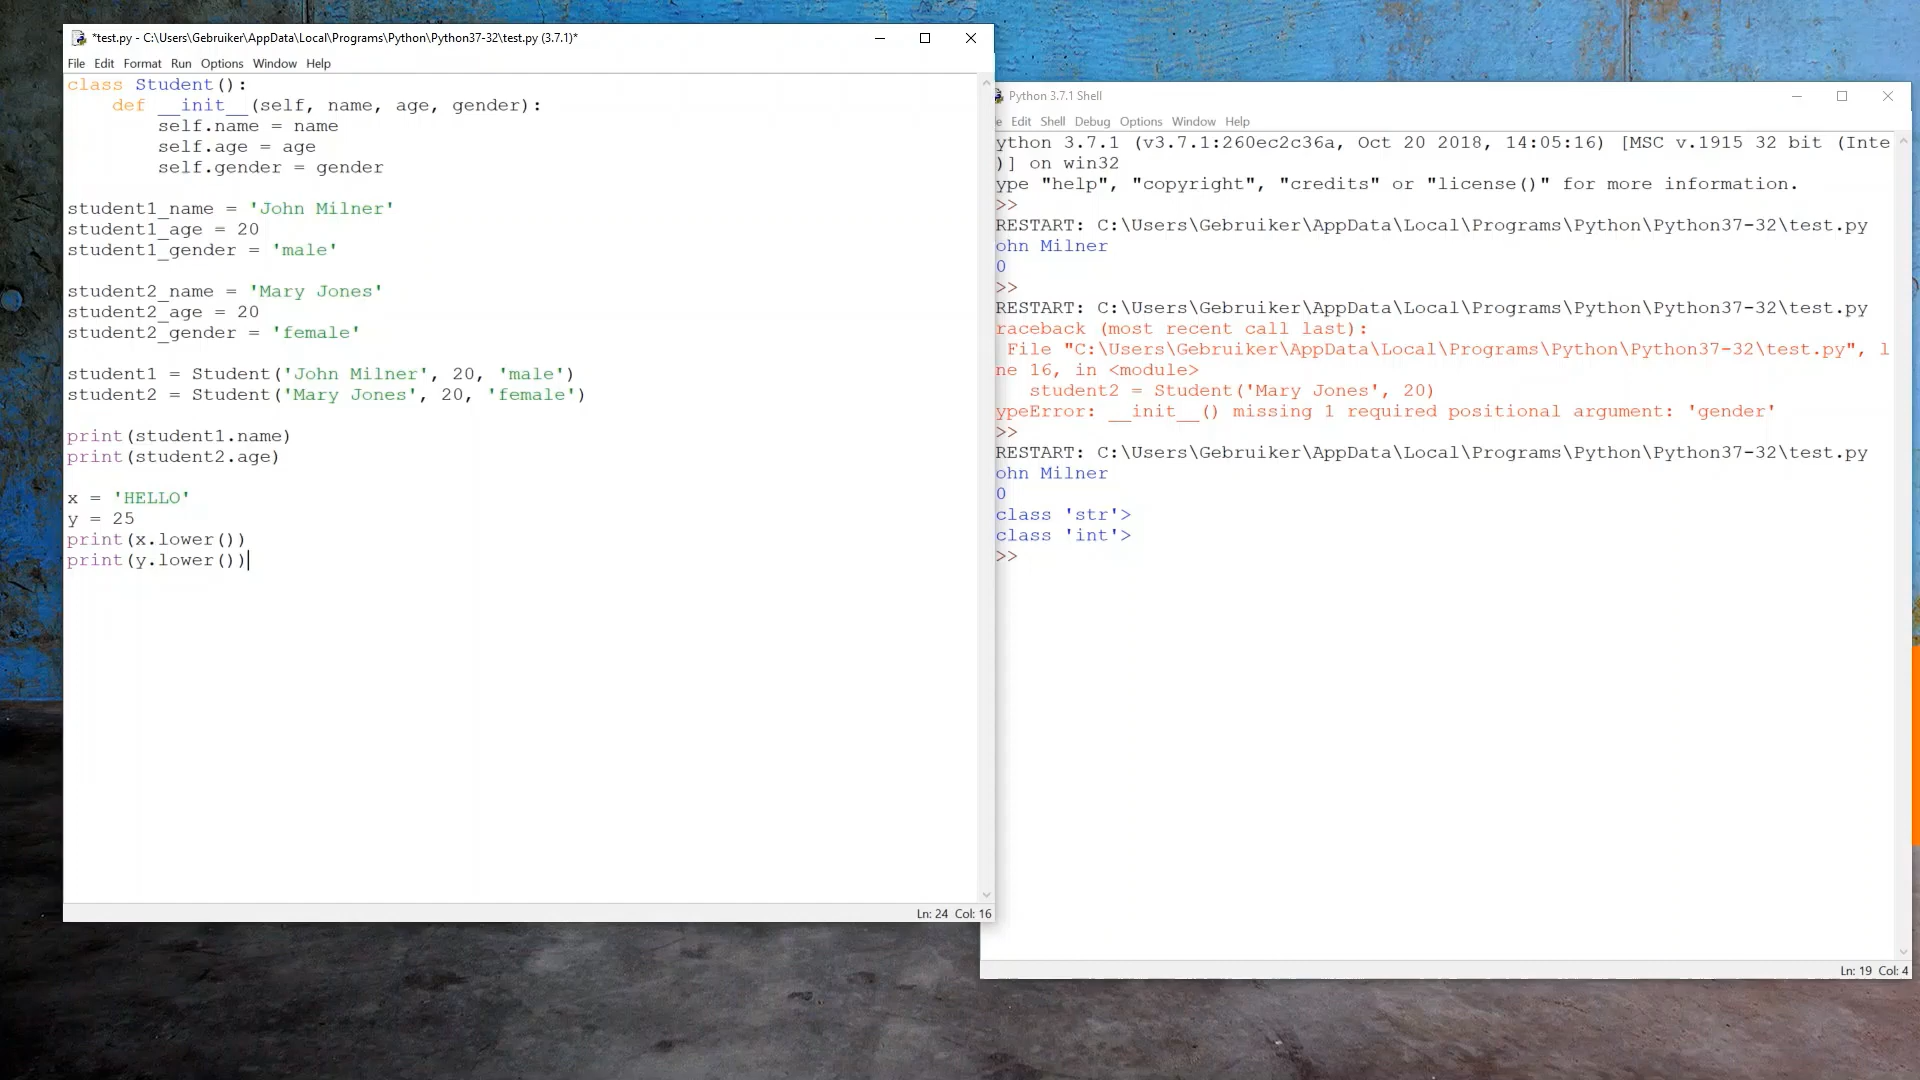 *test.py - C:\Users\Gebruiker\AppData\Local\Programs\Python\Python37-32\test.py (3.7.1)*
File Edit Format Run Options Window Help
class Student():
    def __init__(self, name, age, gender):
        self.name = name
        self.age = age
        self.gender = gender
student1_name = 'John Milner'
student1_age = 20
student1_gender = 'male'
student2_name = 'Mary Jones'
student2_age = 20
student2_gender = 'female'
student1 = Student('John Milner', 20, 'male')
student2 = Student('Mary Jones', 20, 'female')
print(student1.name)
print(student2.age)
x = 'HELLO'
y = 25
print(x.lower())
print(y.lower())
Ln: 24 Col: 16
Python 3.7.1 Shell
e Edit Shell Debug Options Window Help
ython 3.7.1 (v3.7.1:260ec2c36a, Oct 20 2018, 14:05:16) [MSC v.1915 32 bit (Inte
)] on win32
ype "help", "copyright", "credits" or "license()" for more information.
>>
RESTART: C:\Users\Gebruiker\AppData\Local\Programs\Python\Python37-32\test.py
ohn Milner
0
>>
RESTART: C:\Users\Gebruiker\AppData\Local\Programs\Python\Python37-32\test.py
raceback (most recent call last):
 File "C:\Users\Gebruiker\AppData\Local\Programs\Python\Python37-32\test.py", l
ne 16, in <module>
   student2 = Student('Mary Jones', 20)
ypeError: __init__() missing 1 required positional argument: 'gender'
>>
RESTART: C:\Users\Gebruiker\AppData\Local\Programs\Python\Python37-32\test.py
ohn Milner
0
class 'str'>
class 'int'>
>>
Ln: 19 Col: 4